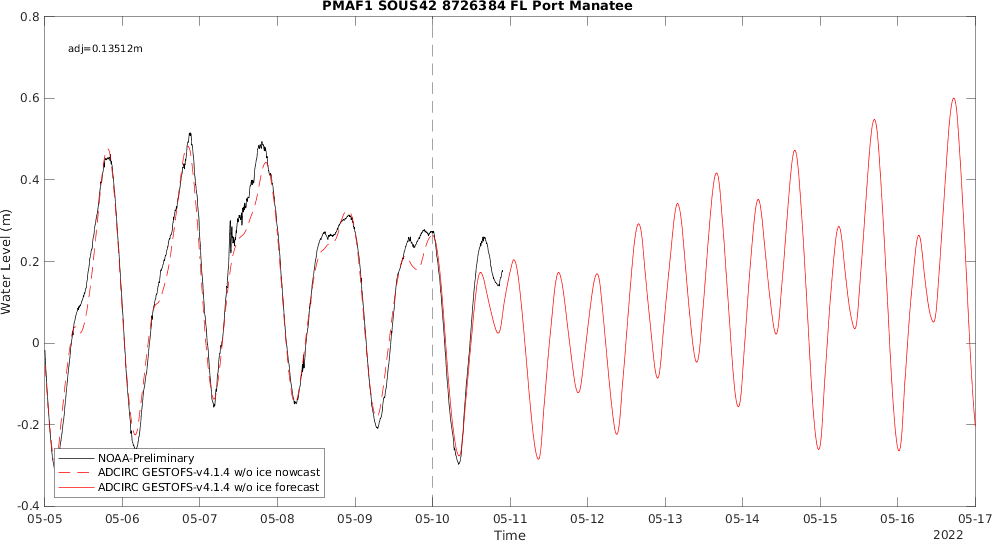 PMAF1 SOUS42 8726384 FL Port Manatee
0.8
adj=0.13512m
0.6
0.4
0.2
0
-0.2
-0.4
Water Level (m)
NOAA-Preliminary
ADCIRC GESTOFS-v4.1.4 w/o ice nowcast
ADCIRC GESTOFS-v4.1.4 w/o ice forecast
05-05 05-06 05-07 05-08 05-09 05-10 05-11 05-12 05-13 05-14 05-15 05-16 05-17
Time
2022